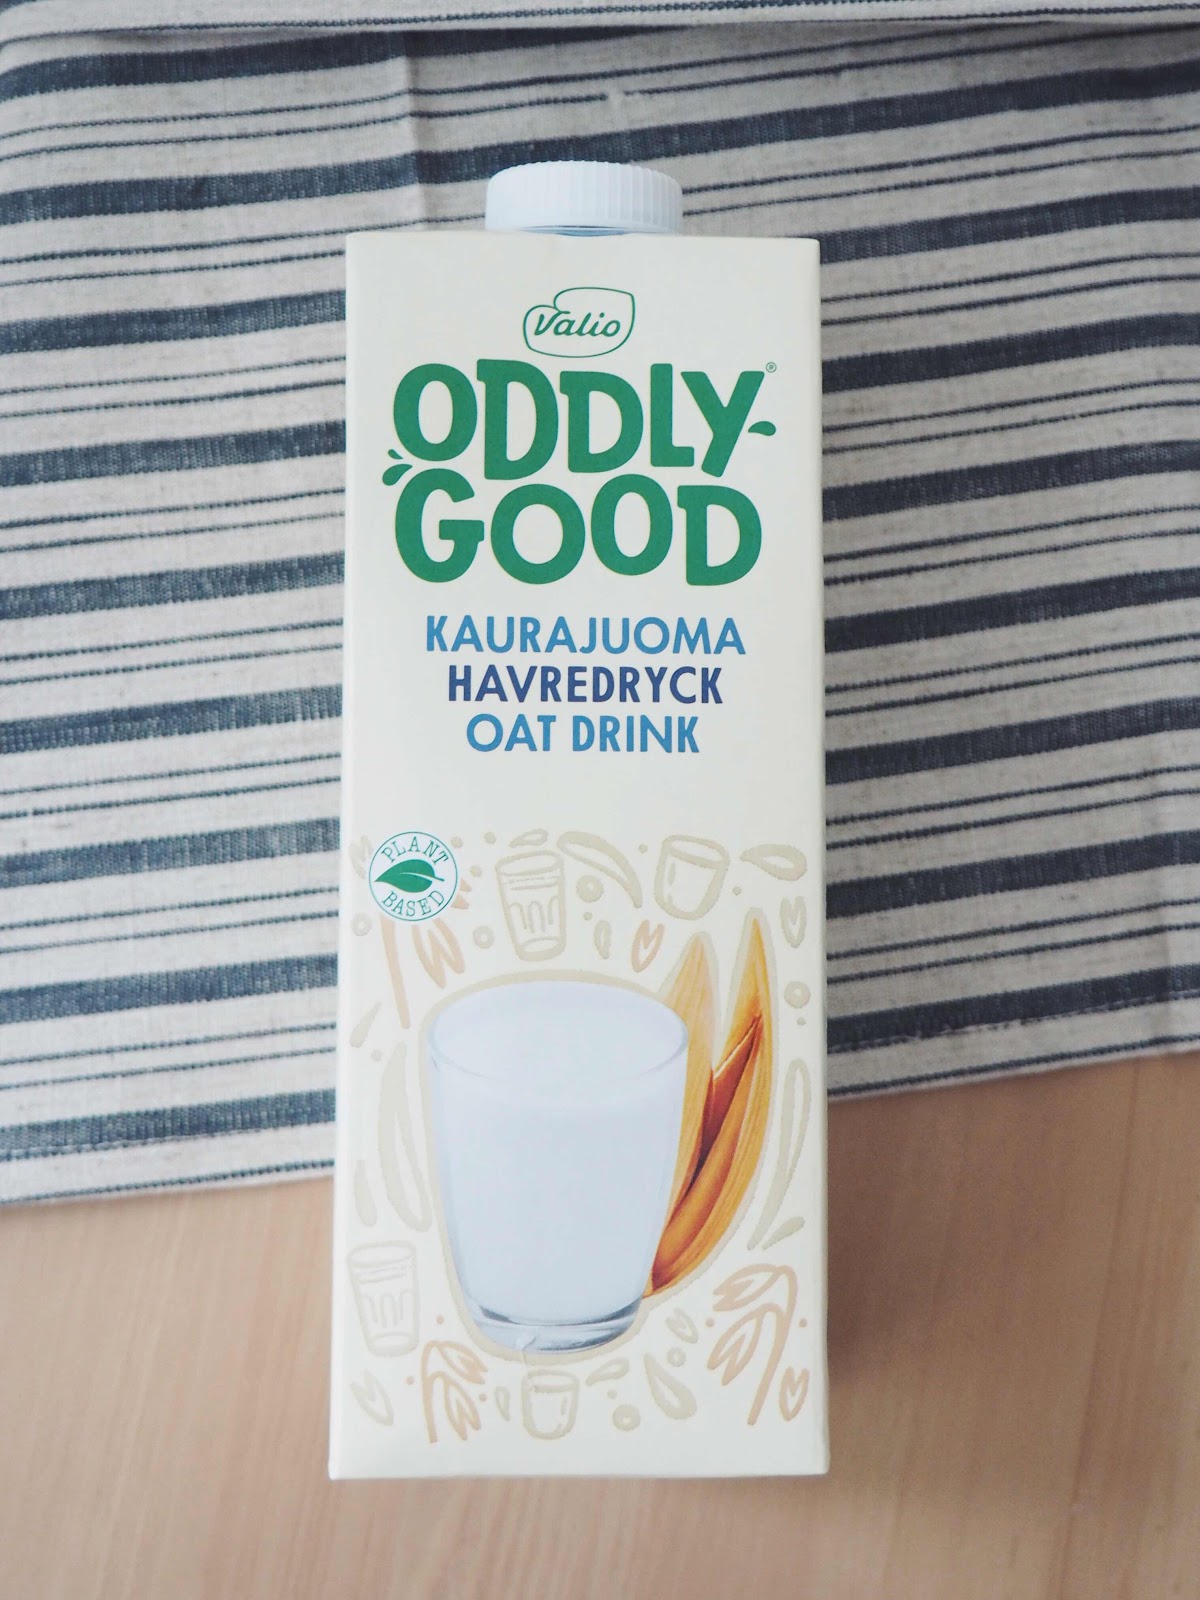 Valio
ODDLY-
GOOD®
KAURAJUOMA
HAVREDRYCK
OAT DRINK
PLANT
BASED